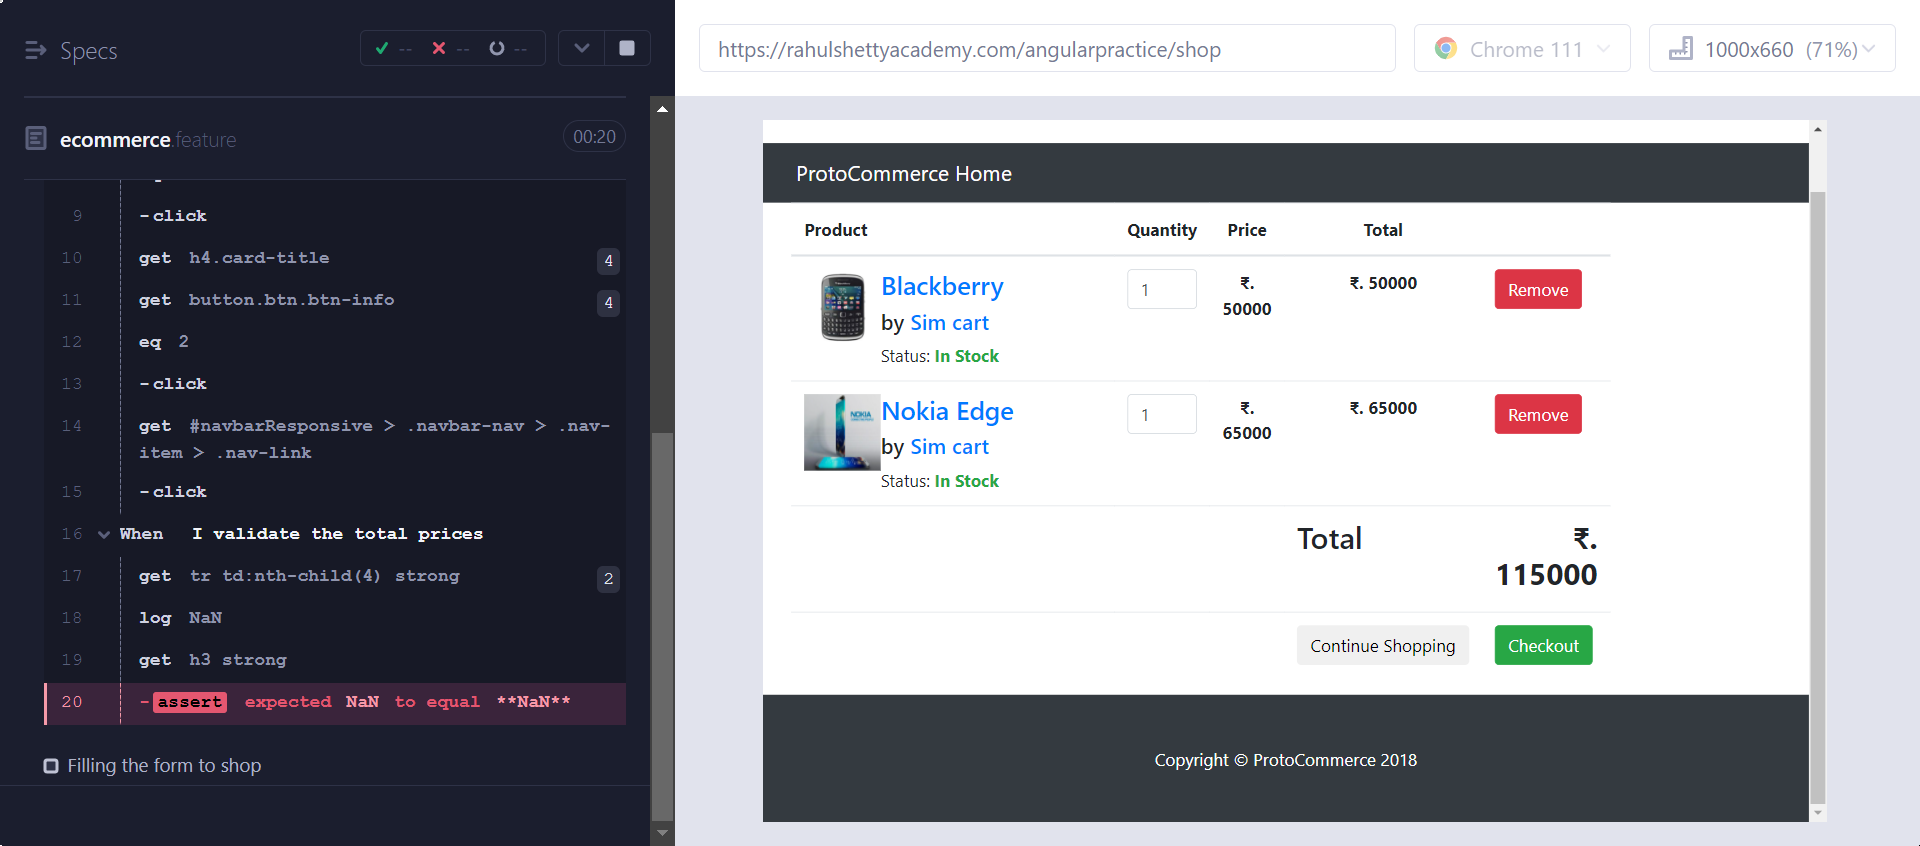 Specs
-- -- --
ecommerce.feature 00:20
9 -click
10 get h4.card-title 4
11 get button.btn.btn-info 4
12 eq 2
13 -click
14 get #navbarResponsive > .navbar-nav > .nav-
item > .nav-link
15 -click
16 When I validate the total prices
17 get tr td:nth-child(4) strong 2
18 log NaN
19 get h3 strong
20 -assert expected NaN to equal **NaN**
Filling the form to shop
https://rahulshettyacademy.com/angularpractice/shop
Chrome 111
1000x660 (71%)
ProtoCommerce Home
Product Quantity Price Total
Blackberry
by Sim cart
Status: In Stock
1
₹.
50000
₹. 50000
Remove
Nokia Edge
by Sim cart
Status: In Stock
NOKIA
1
₹.
65000
₹. 65000
Remove
Total ₹.
115000
Continue Shopping Checkout
Copyright © ProtoCommerce 2018